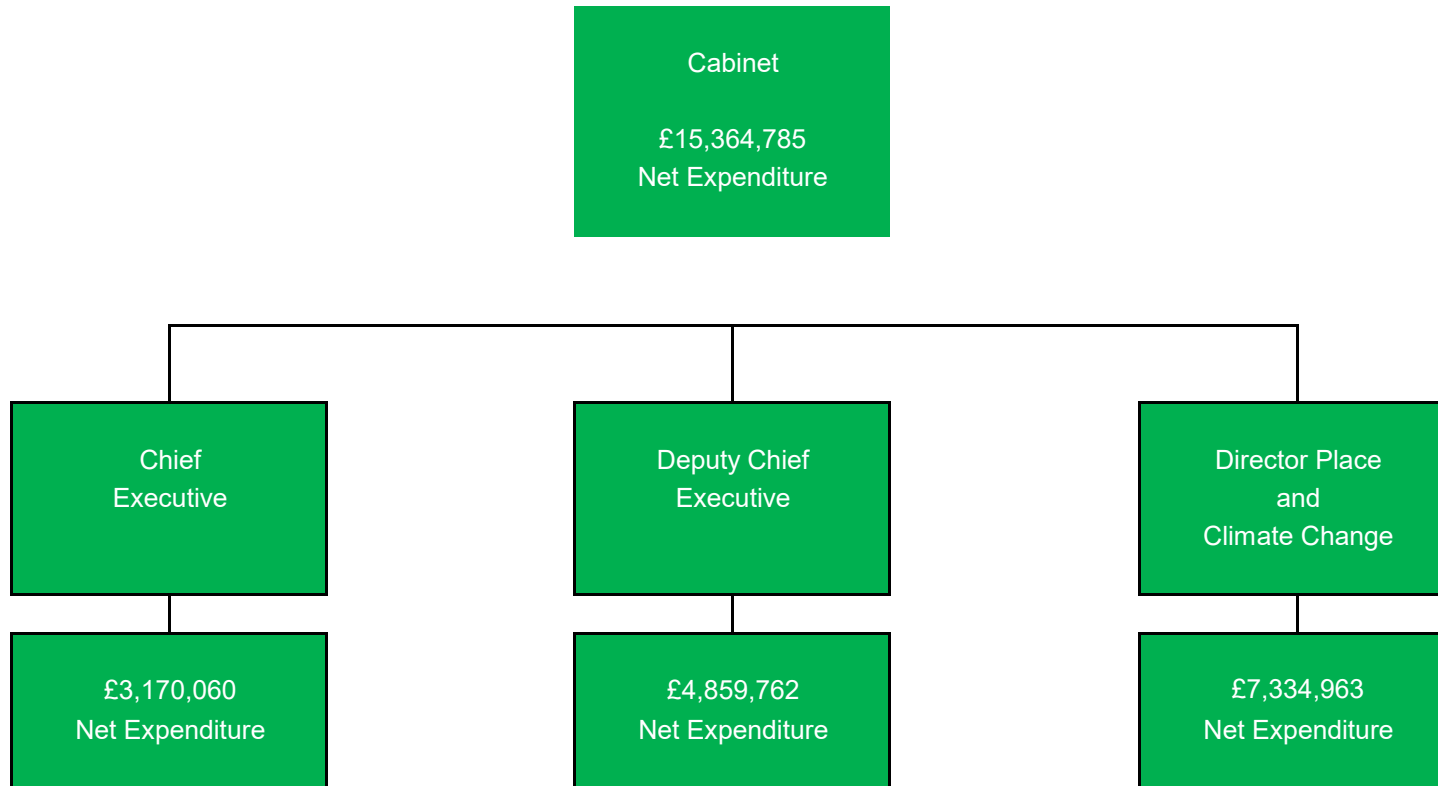 Cabinet
£15,364,785
Net Expenditure
Chief
Executive
Deputy Chief
Executive
Director Place
and
Climate Change
£3,170,060
Net Expenditure
£4,859,762
Net Expenditure
£7,334,963
Net Expenditure